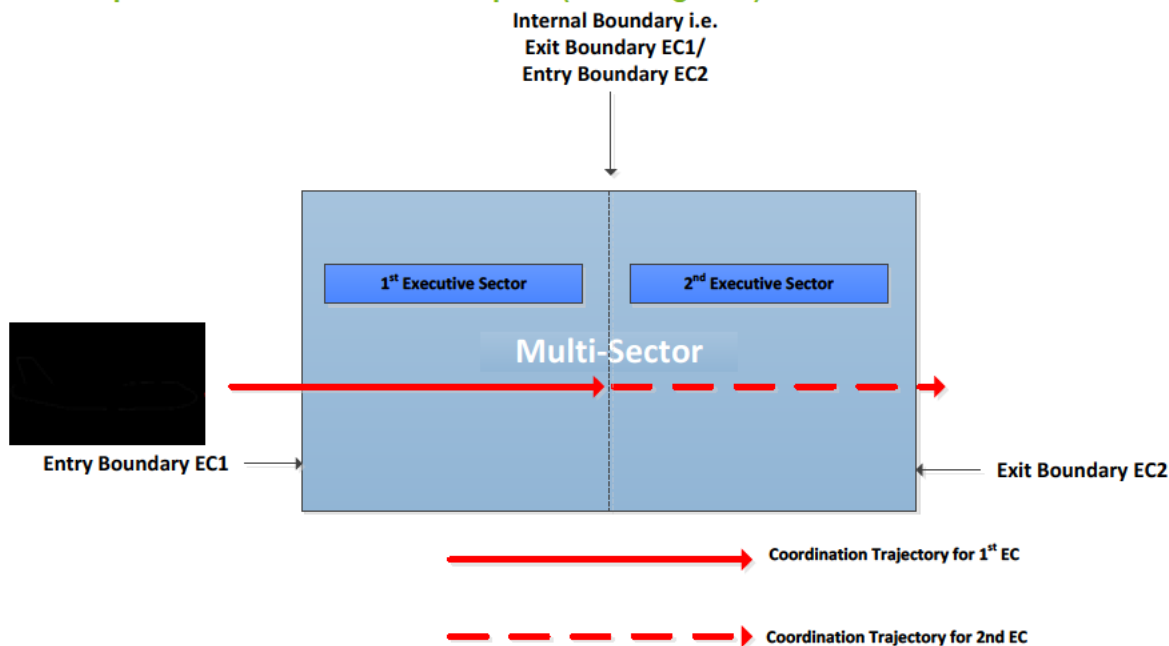 Internal Boundary i.e.
Exit Boundary EC1/
Entry Boundary EC2
1st Executive Sector
2nd Executive Sector
Multi-Sector
Entry Boundary EC1
Exit Boundary EC2
Coordination Trajectory for 1st EC
Coordination Trajectory for 2nd EC